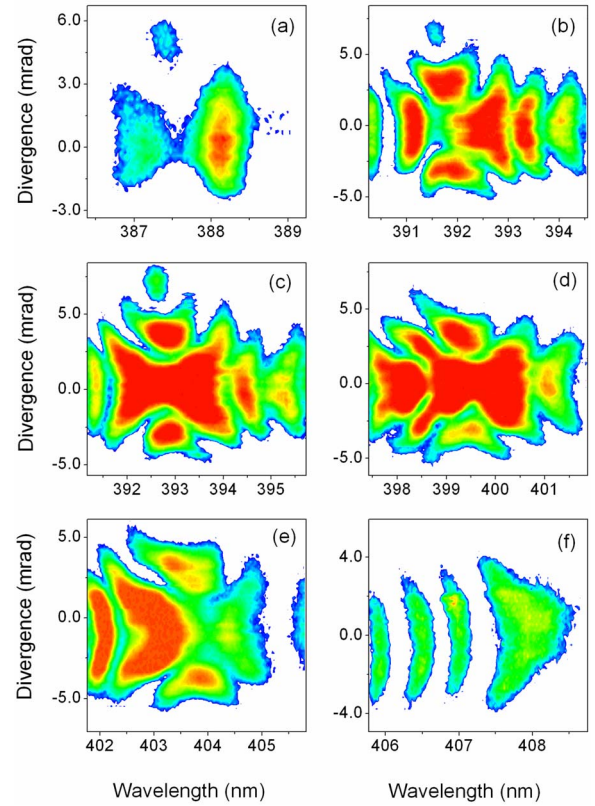 (a)
Divergence (mrad)
6.0
3.0
0.0
-3.0
387 388 389
(b)
5.0
0.0
-5.0
391 392 393 394
(c)
Divergence (mrad)
5.0
0.0
-5.0
392 393 394 395
(d)
5.0
0.0
-5.0
398 399 400 401
(e)
Divergence (mrad)
5.0
0.0
-5.0
402 403 404 405
Wavelength (nm)
(f)
4.0
0.0
-4.0
406 407 408
Wavelength (nm)